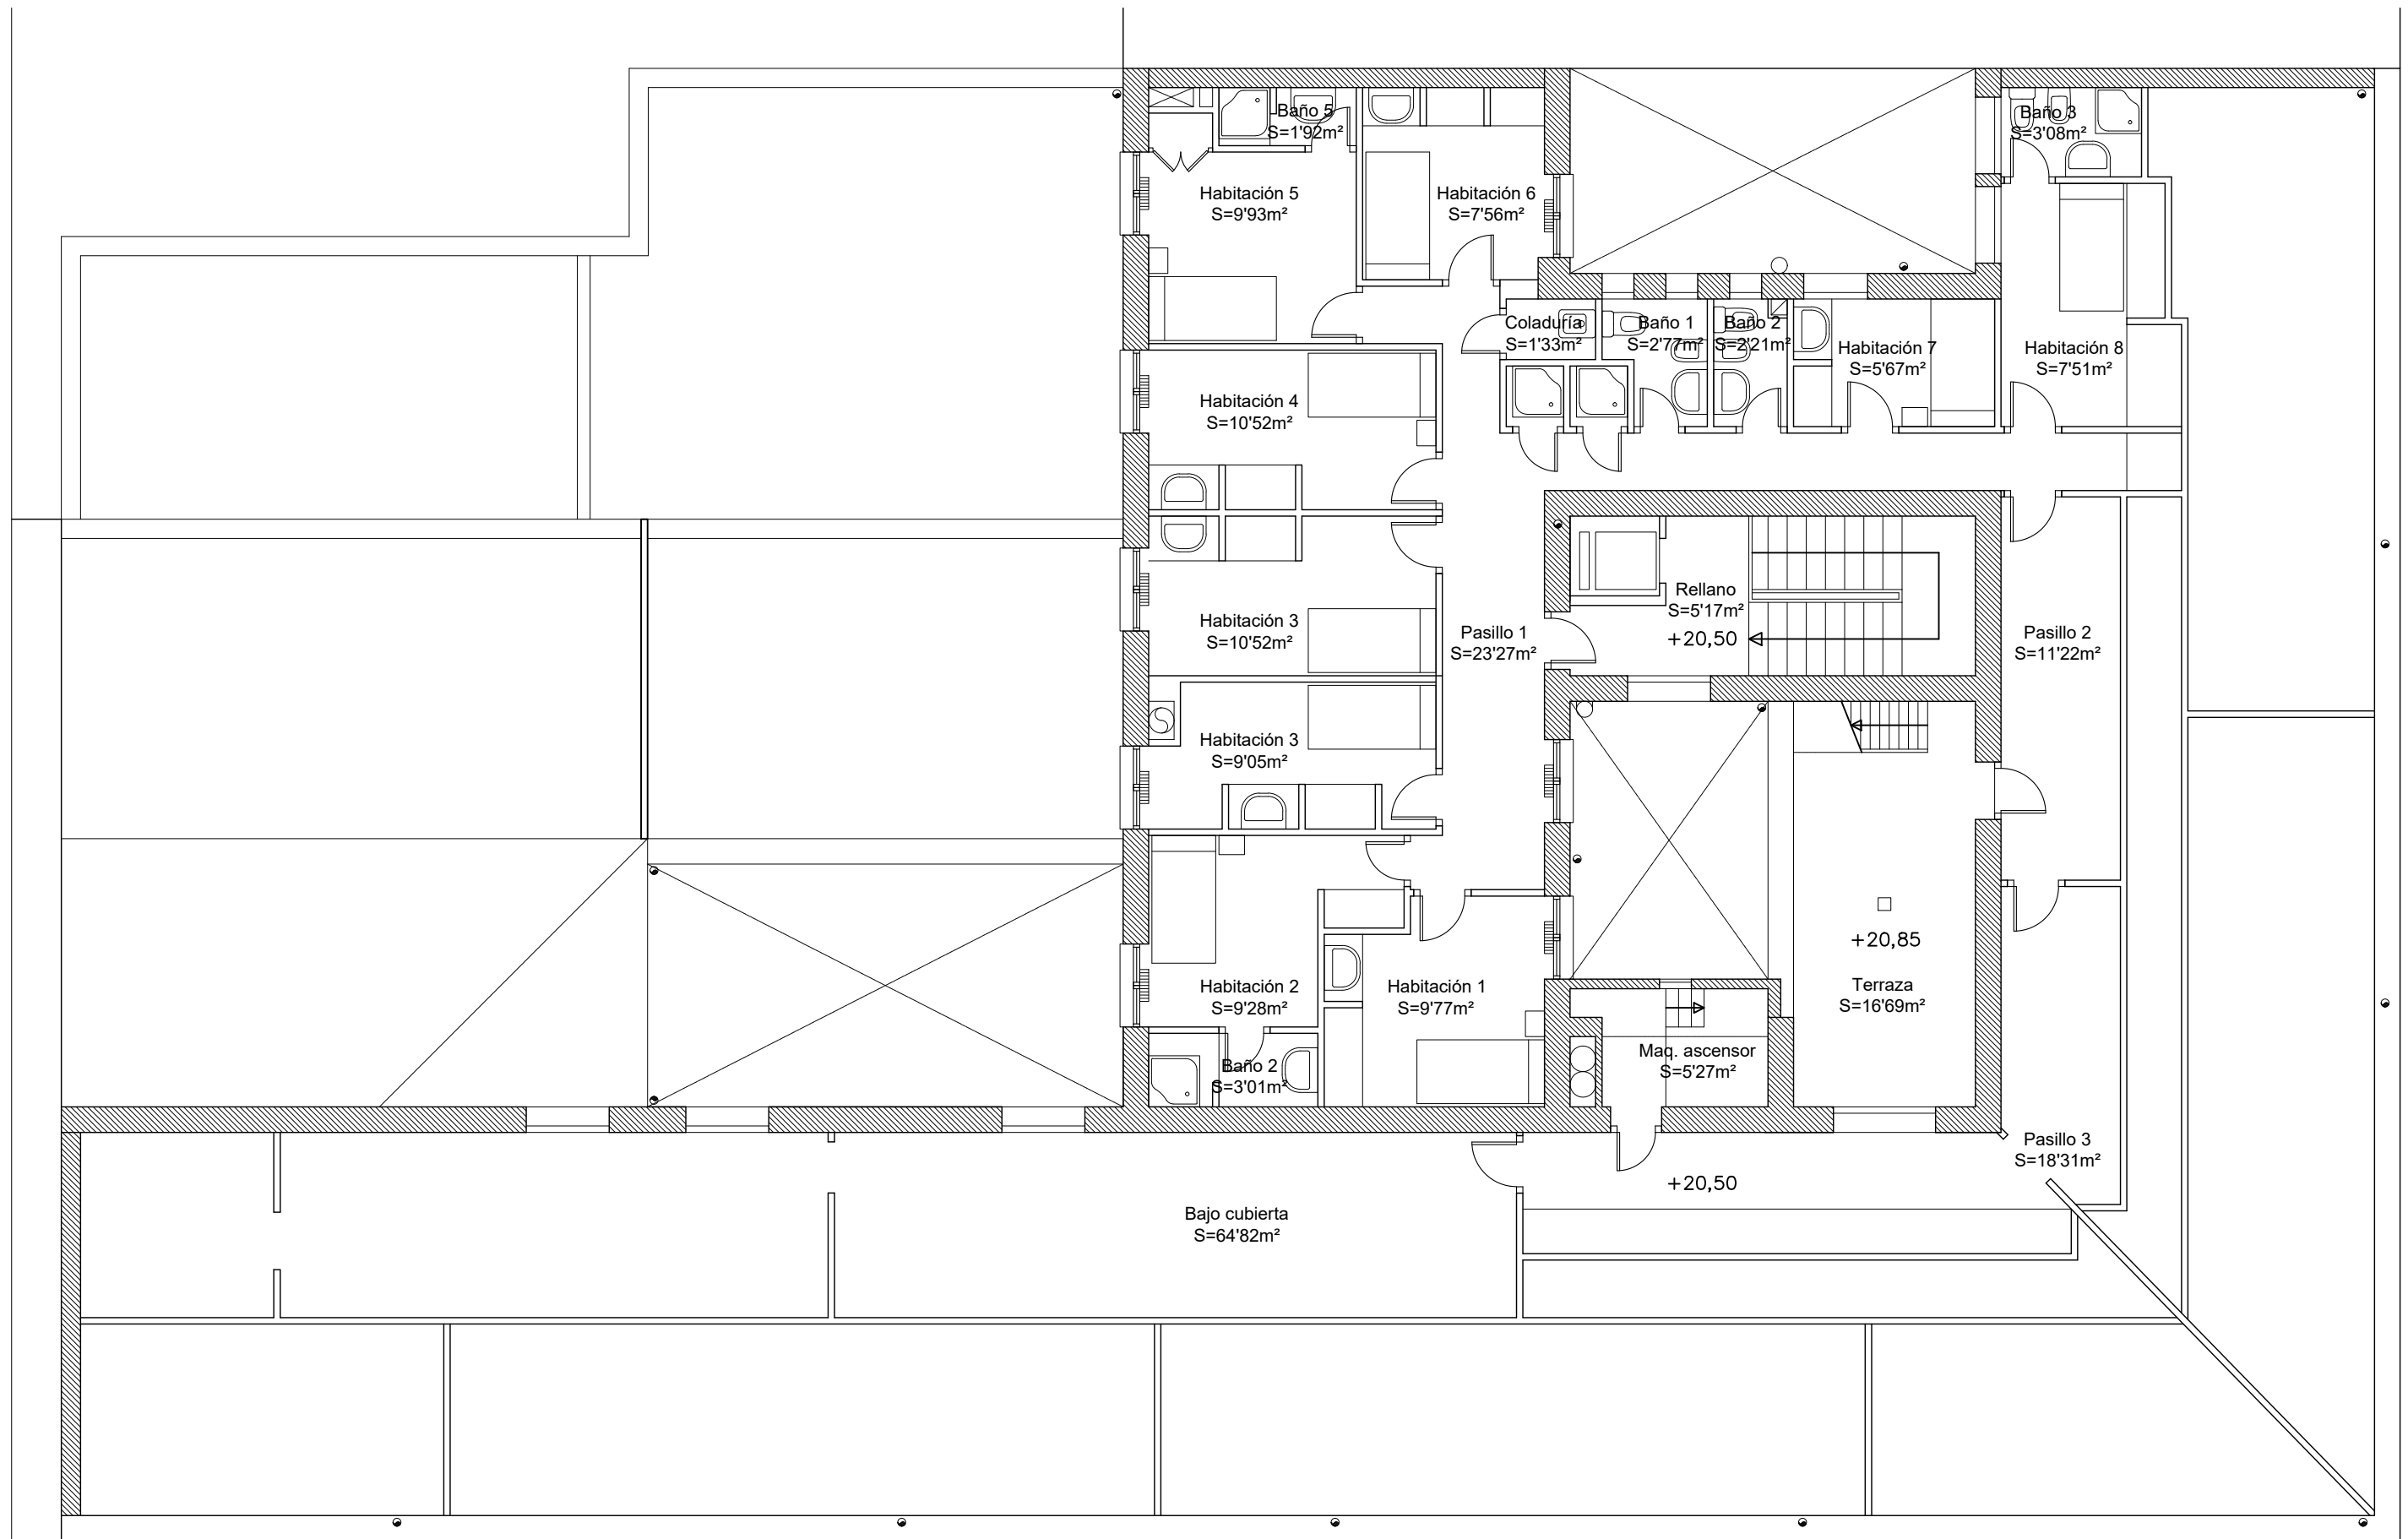 Baño 5
S=1'92m²
Baño 3
S=3'08m²
Habitación 5
S=9'93m²
Habitación 6
S=7'56m²
Coladuría
S=1'33m²
Baño 1
S=2'77m²
Baño 2
S=2'21m²
Habitación 7
S=5'67m²
Habitación 8
S=7'51m²
Habitación 4
S=10'52m²
Rellano
S=5'17m²
+20,50
Habitación 3
S=10'52m²
Pasillo 1
S=23'27m²
Pasillo 2
S=11'22m²
Habitación 3
S=9'05m²
+20,85
Terraza
S=16'69m²
Habitación 2
S=9'28m²
Habitación 1
S=9'77m²
Baño 2
S=3'01m²
Maq. ascensor
S=5'27m²
Pasillo 3
S=18'31m²
+20,50
Bajo cubierta
S=64'82m²